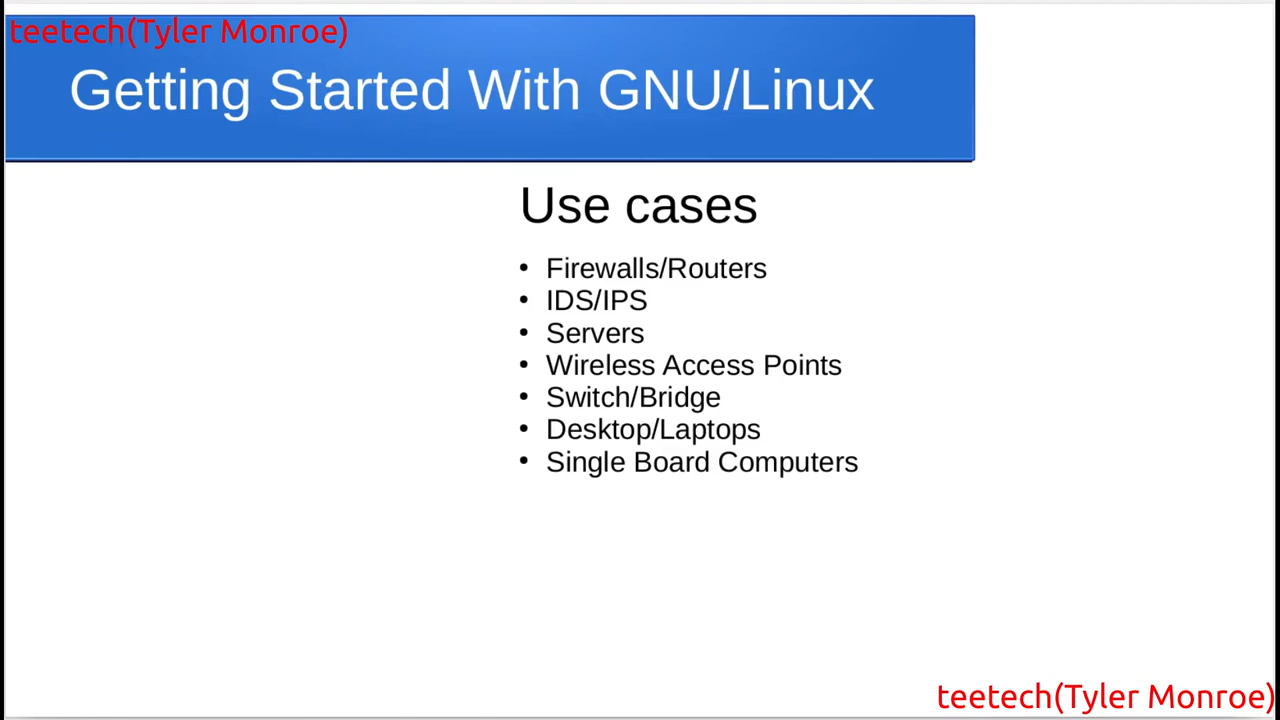 teetech(Tyler Monroe)
Getting Started With GNU/Linux
Use cases
• Firewalls/Routers
• IDS/IPS
• Servers
• Wireless Access Points
• Switch/Bridge
• Desktop/Laptops
• Single Board Computers
teetech(Tyler Monroe)